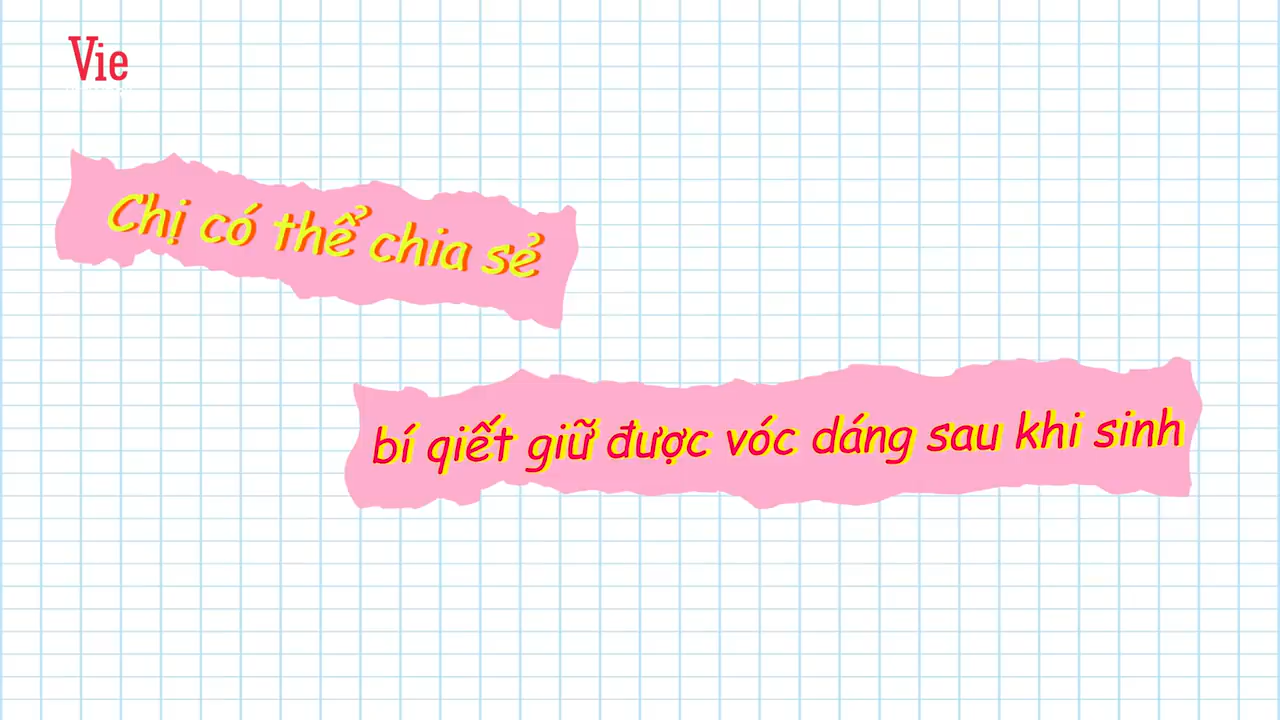 Vie
Chị có thể chia sẻ
bí qiết giữ được vóc dáng sau khi sinh